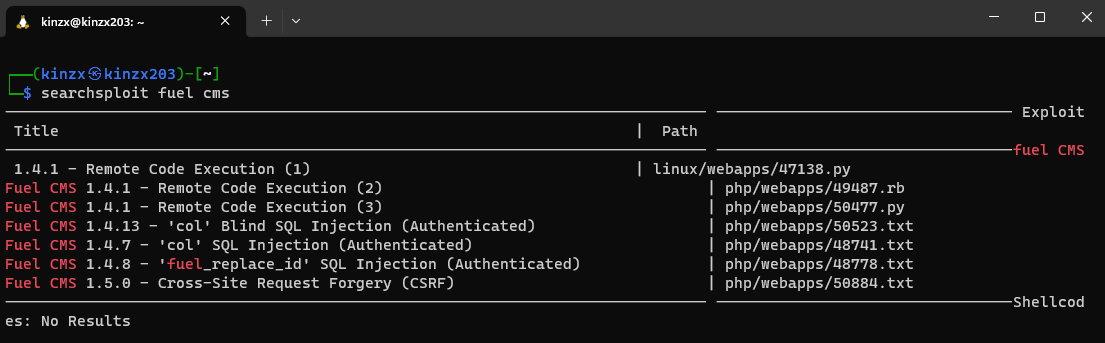 kinzx@kinzx203: ~
┌──(kinzx㉿kinzx203)-[~]
└─$ searchsploit fuel cms
Exploit
Title | Path
fuel CMS
1.4.1 - Remote Code Execution (1) | linux/webapps/47138.py
Fuel CMS 1.4.1 - Remote Code Execution (2) | php/webapps/49487.rb
Fuel CMS 1.4.1 - Remote Code Execution (3) | php/webapps/50477.py
Fuel CMS 1.4.13 - 'col' Blind SQL Injection (Authenticated) | php/webapps/50523.txt
Fuel CMS 1.4.7 - 'col' SQL Injection (Authenticated) | php/webapps/48741.txt
Fuel CMS 1.4.8 - 'fuel_replace_id' SQL Injection (Authenticated) | php/webapps/48778.txt
Fuel CMS 1.5.0 - Cross-Site Request Forgery (CSRF) | php/webapps/50884.txt
Shellcod
es: No Results